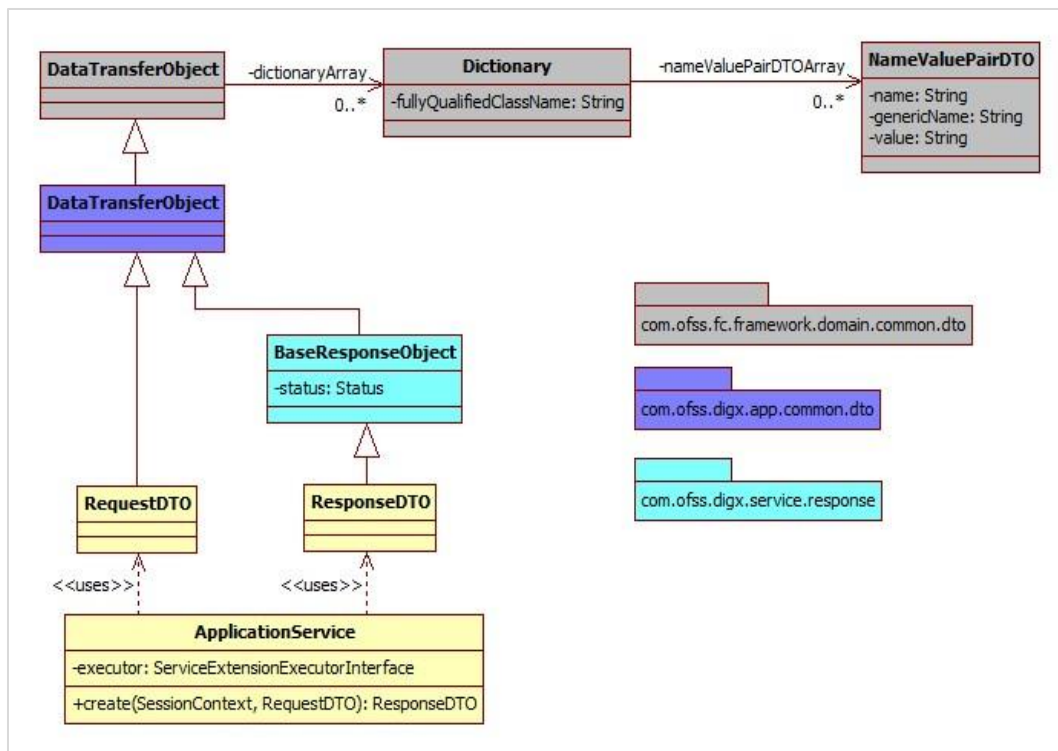 DataTransferObject
-dictionaryArray
0..*
Dictionary
-fullyQualifiedClassName: String
-nameValuePairDTOArray
0..*
NameValuePairDTO
-name: String
-genericName: String
-value: String
DataTransferObject
BaseResponseObject
-status: Status
com.ofss.fc.framework.domain.common.dto
com.ofss.digx.app.common.dto
com.ofss.digx.service.response
RequestDTO
ResponseDTO
<<uses>>
<<uses>>
ApplicationService
-executor: ServiceExtensionExecutorInterface
+create(SessionContext, RequestDTO): ResponseDTO